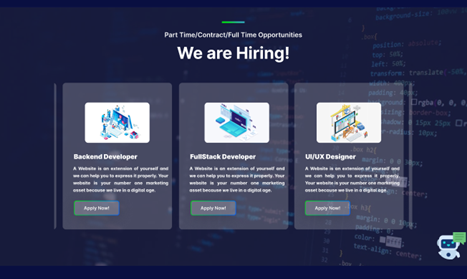 Part Time/Contract/Full Time Opportunities
We are Hiring!
Backend Developer
A Website is an extension of yourself and
we can help you to express it properly. Your
website is your number one marketing
asset because we live in a digital age.
Apply Now!
FullStack Developer
A Website is an extension of yourself and
we can help you to express it properly. Your
website is your number one marketing
asset because we live in a digital age.
Apply Now!
UI/UX Designer
A Website is an extension of yourself and
we can help you to express it properly. Your
website is your number one marketing
asset because we live in a digital age.
Apply Now!
position: absolute;